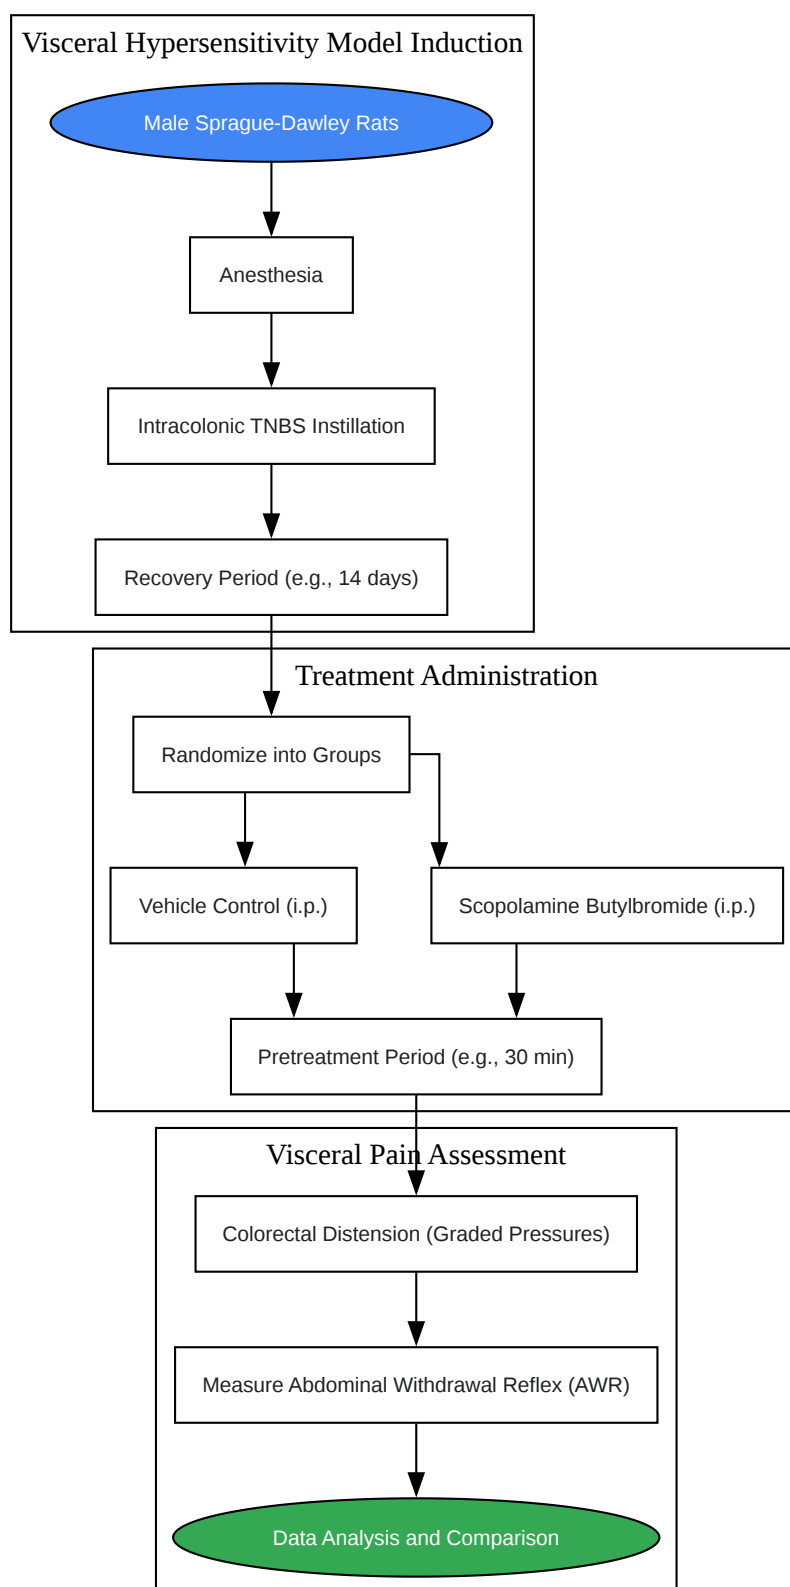 Visceral Hypersensitivity Model Induction
Male Sprague-Dawley Rats
Anesthesia
Intracolonic TNBS Instillation
Recovery Period (e.g., 14 days)
Treatment Administration
Randomize into Groups
Vehicle Control (i.p.)
Scopolamine Butylbromide (i.p.)
Pretreatment Period (e.g., 30 min)
Visceral Pain Assessment
Colorectal Distension (Graded Pressures)
Measure Abdominal Withdrawal Reflex (AWR)
Data Analysis and Comparison